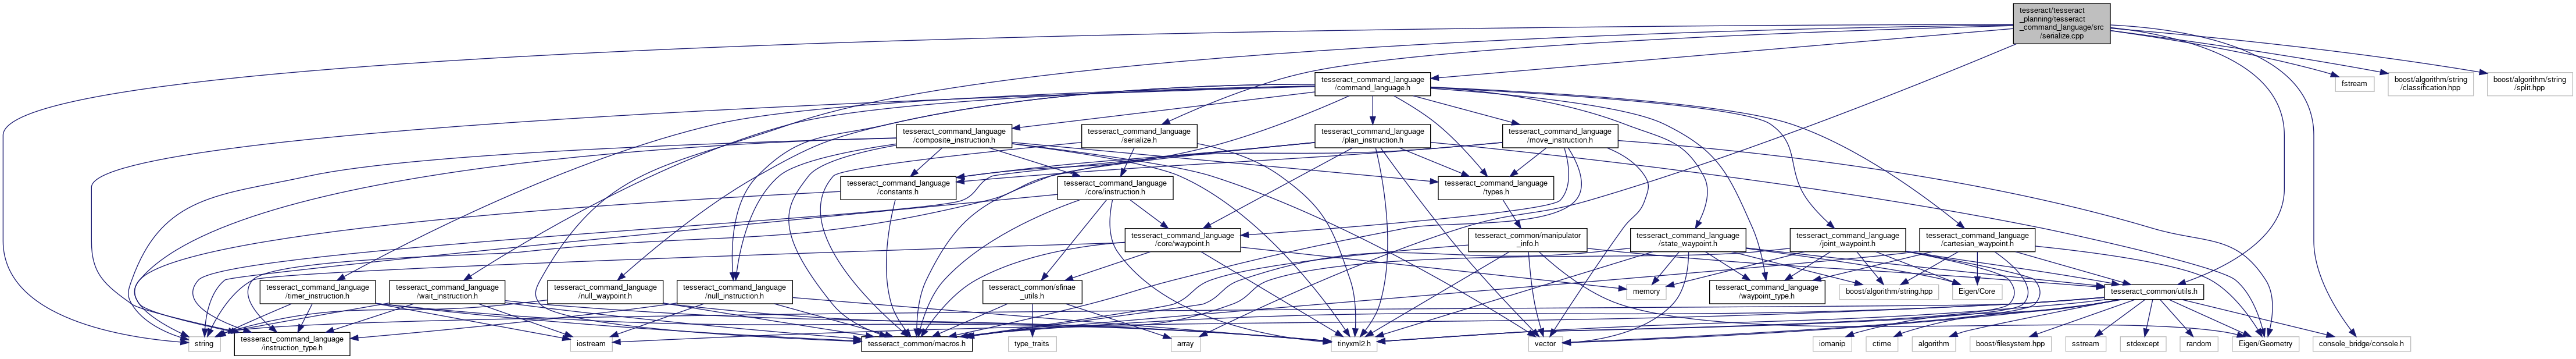 tesseract/tesseract
_planning/tesseract
_command_language/src
/serialize.cpp
tesseract_command_language
/command_language.h
fstream
boost/algorithm/string
/classification.hpp
boost/algorithm/string
/split.hpp
tesseract_command_language
/composite_instruction.h
tesseract_command_language
/serialize.h
tesseract_command_language
/plan_instruction.h
tesseract_command_language
/move_instruction.h
tesseract_command_language
/constants.h
tesseract_command_language
/core/instruction.h
tesseract_command_language
/types.h
tesseract_command_language
/core/waypoint.h
tesseract_common/manipulator
_info.h
tesseract_command_language
/state_waypoint.h
tesseract_command_language
/joint_waypoint.h
tesseract_command_language
/cartesian_waypoint.h
tesseract_command_language
/timer_instruction.h
tesseract_command_language
/wait_instruction.h
tesseract_command_language
/null_waypoint.h
tesseract_command_language
/null_instruction.h
tesseract_common/sfinae
_utils.h
memory
tesseract_command_language
/waypoint_type.h
boost/algorithm/string.hpp
Eigen/Core
tesseract_common/utils.h
string
tesseract_command_language
/instruction_type.h
iostream
tesseract_common/macros.h
type_traits
array
tinyxml2.h
vector
iomanip
ctime
algorithm
boost/filesystem.hpp
sstream
stdexcept
random
Eigen/Geometry
console_bridge/console.h